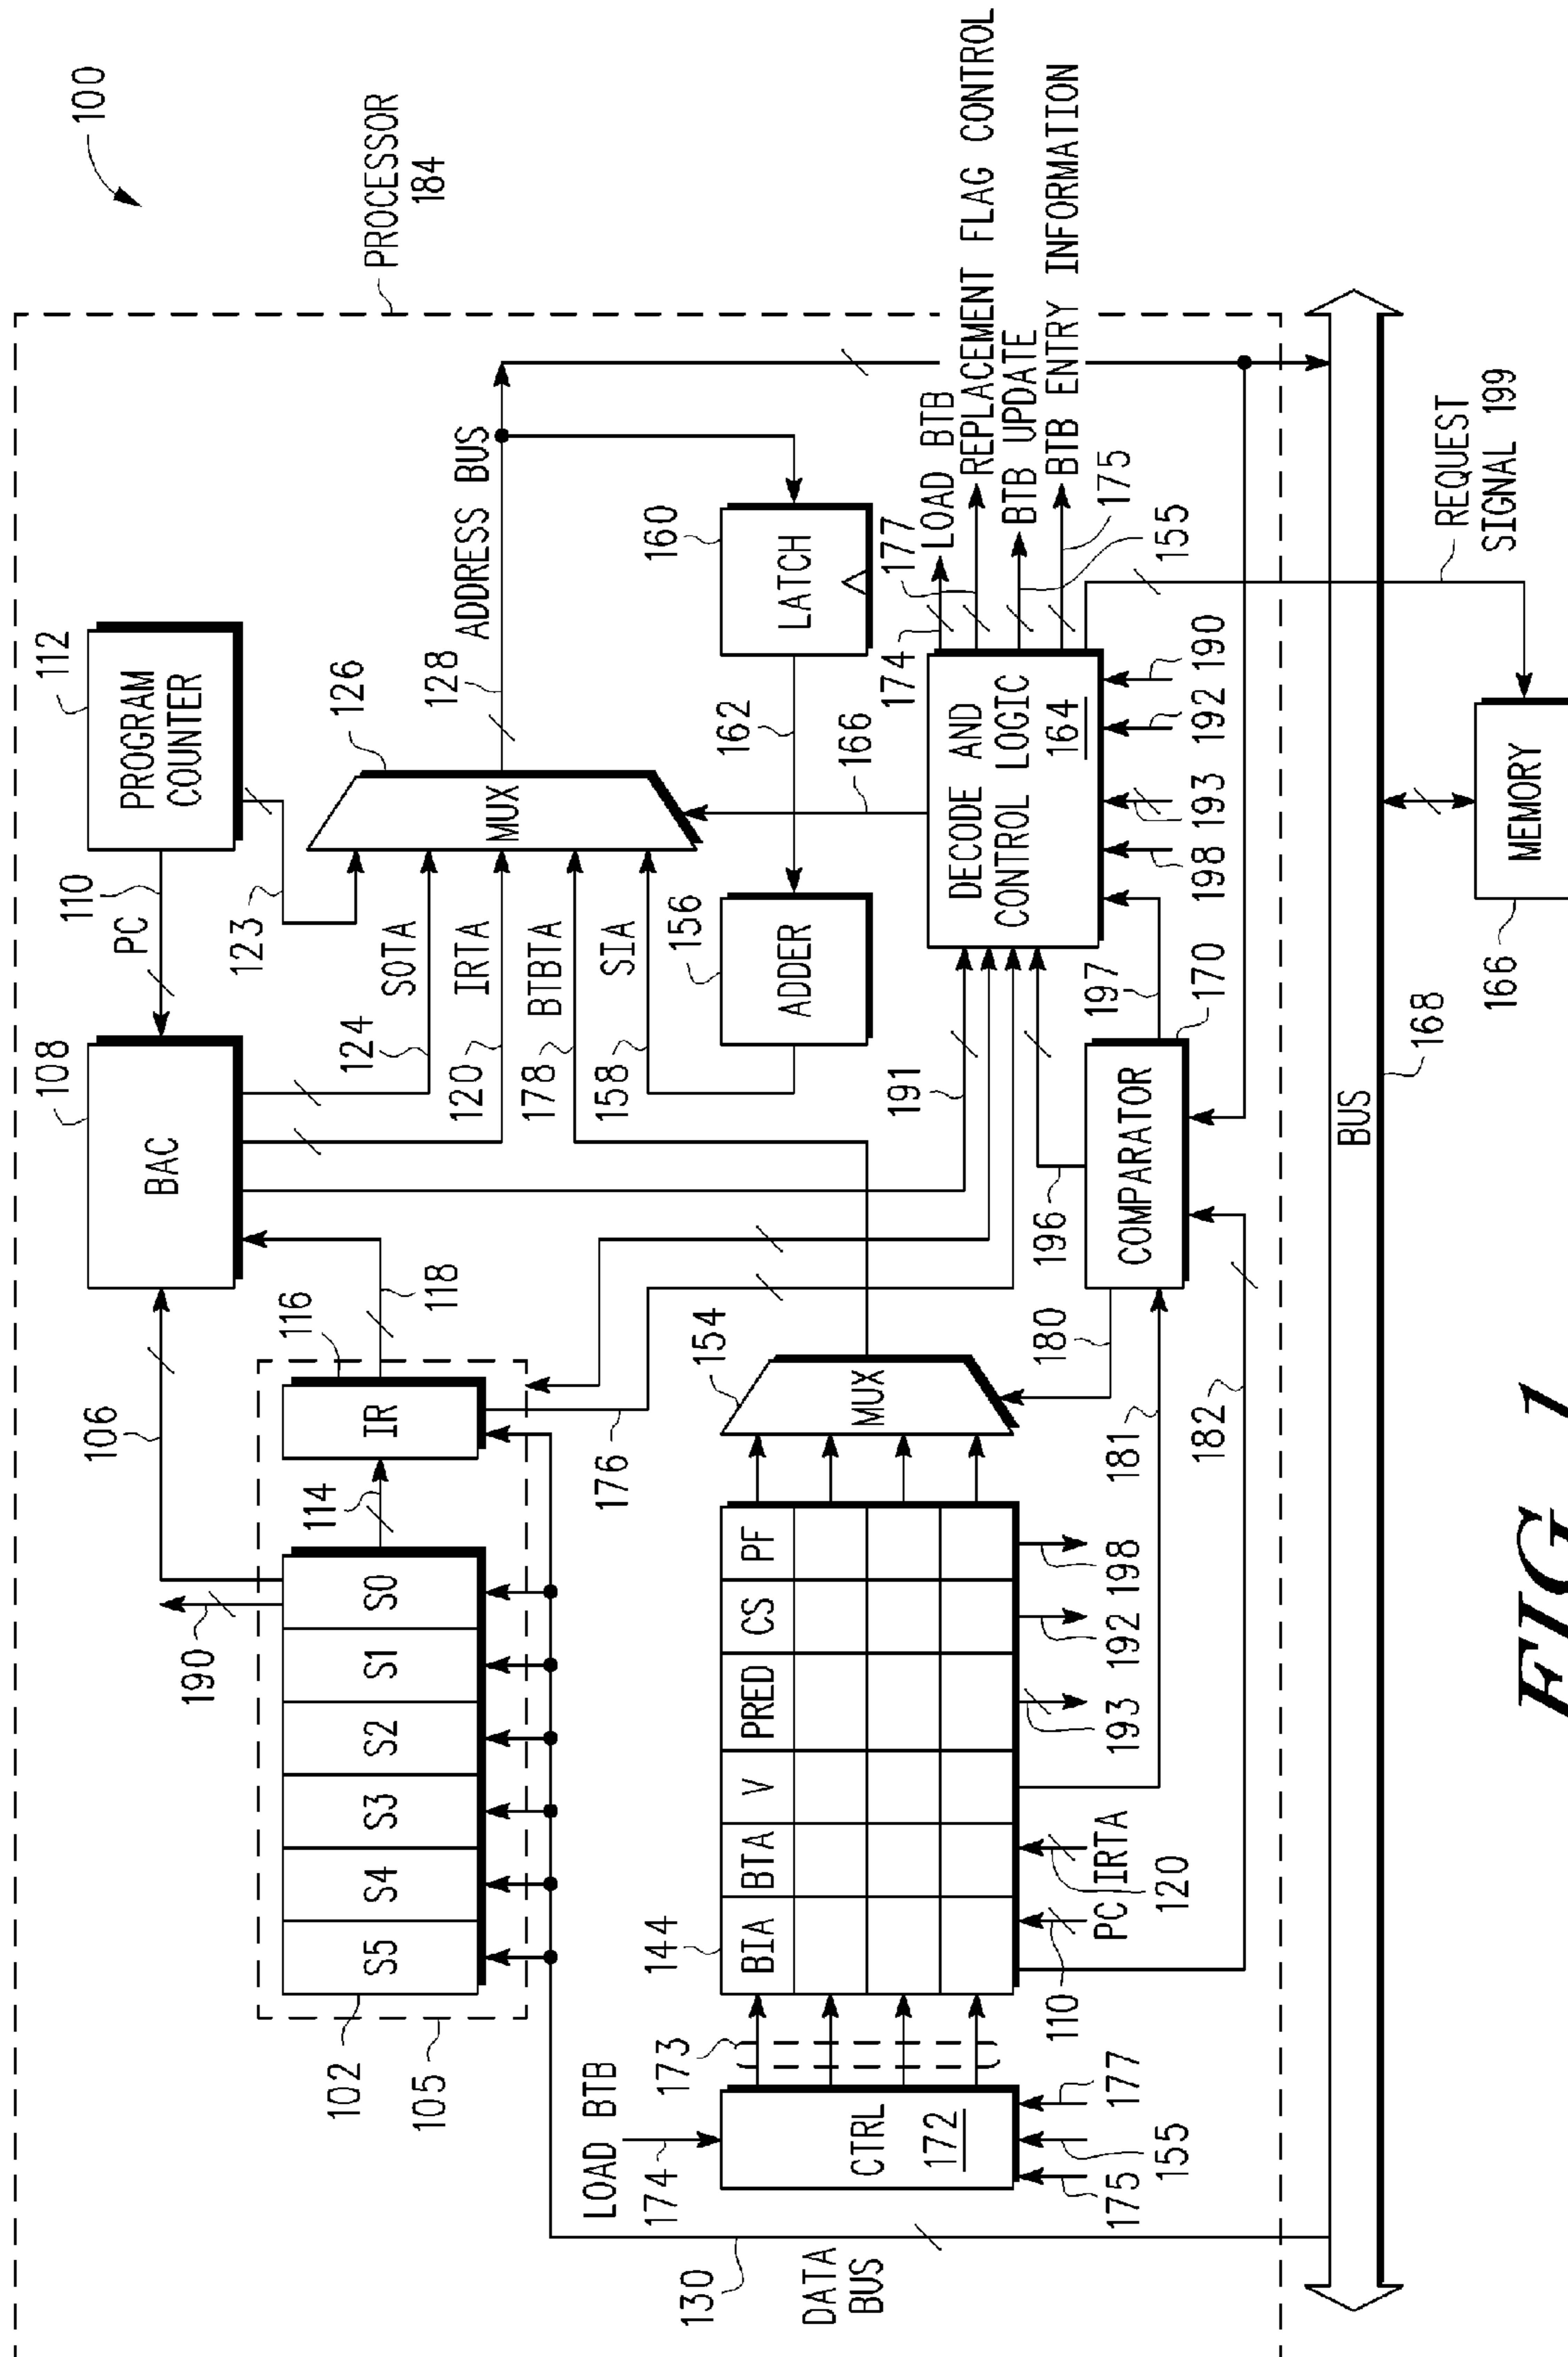 100
PROCESSOR
184
112
PROGRAM
COUNTER
110
PC
123
108
BAC
106
118
116
IR
114
190
S5
S4
S3
S2
S1
S0
102
105
126
MUX
128
ADDRESS BUS
124
SOTA
120
IRTA
178
BTBTA
158
SIA
160
LATCH
162
156
ADDER
166
174
177
LOAD BTB
REPLACEMENT FLAG CONTROL
BTB UPDATE
BTB ENTRY INFORMATION
175
155
DECODE AND
CONTROL LOGIC
164
191
176
196
197
170
198
193
192
190
COMPARATOR
180
181
182
154
MUX
144
BIA
BTA
V
PRED
CS
PF
110
PC
IRTA
120
193
192
198
LOAD BTB
174
173
CTRL
172
175
155
177
130
DATA
BUS
BUS
168
REQUEST
SIGNAL 199
MEMORY
166
FIG. 1